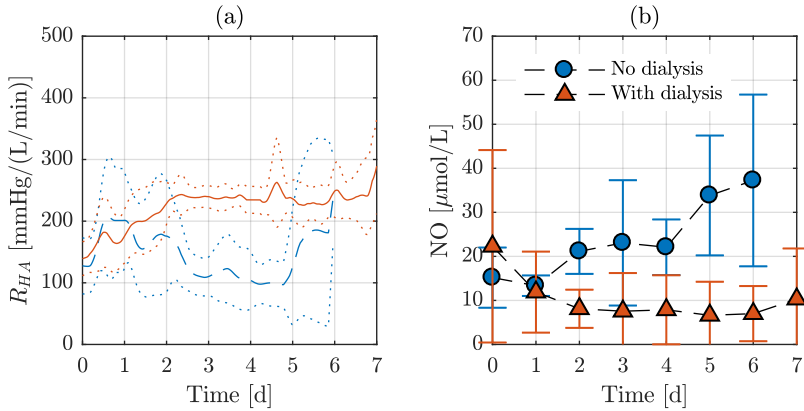 (a)
500
400
300
200
100
0
0 1 2 3 4 5 6 7
Time [d]
R_HA [mmHg/(L/min)]
(b)
70
60
50
40
30
20
10
0
0 1 2 3 4 5 6 7
Time [d]
NO [μmol/L]
No dialysis
With dialysis